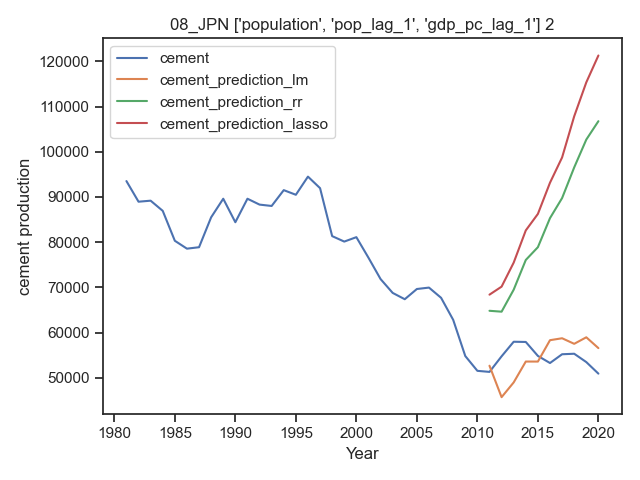 08_JPN ['population', 'pop_lag_1', 'gdp_pc_lag_1'] 2
cement
cement_prediction_lm
cement_prediction_rr
cement_prediction_lasso
cement production
120000
110000
100000
90000
80000
70000
60000
50000
1980 1985 1990 1995 2000 2005 2010 2015 2020
Year